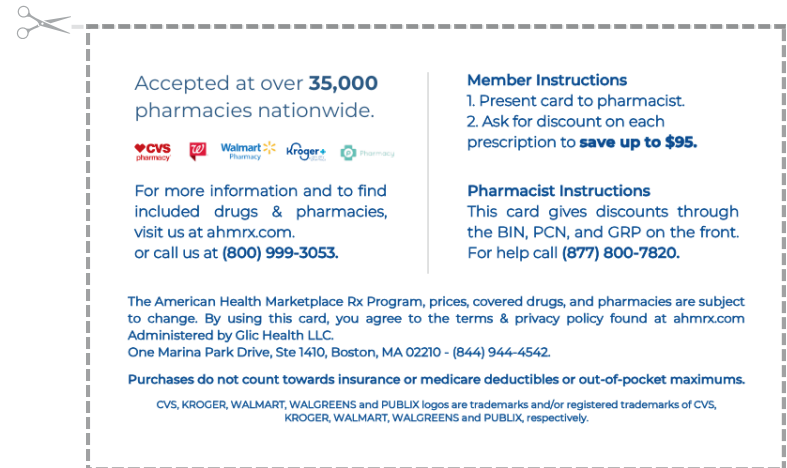 Accepted at over 35,000
pharmacies nationwide.
CVS
pharmacy
Walmart
Pharmacy
Kroger
Pharmacy
For more information and to find
included drugs & pharmacies,
visit us at ahmrx.com.
or call us at (800) 999-3053.
Member Instructions
1. Present card to pharmacist.
2. Ask for discount on each
prescription to save up to $95.
Pharmacist Instructions
This card gives discounts through
the BIN, PCN, and GRP on the front.
For help call (877) 800-7820.
The American Health Marketplace Rx Program, prices, covered drugs, and pharmacies are subject
to change. By using this card, you agree to the terms & privacy policy found at ahmrx.com
Administered by Glic Health LLC.
One Marina Park Drive, Ste 1410, Boston, MA 02210 - (844) 944-4542.
Purchases do not count towards insurance or medicare deductibles or out-of-pocket maximums.
CVS, KROGER, WALMART, WALGREENS and PUBLIX logos are trademarks and/or registered trademarks of CVS,
KROGER, WALMART, WALGREENS and PUBLIX, respectively.